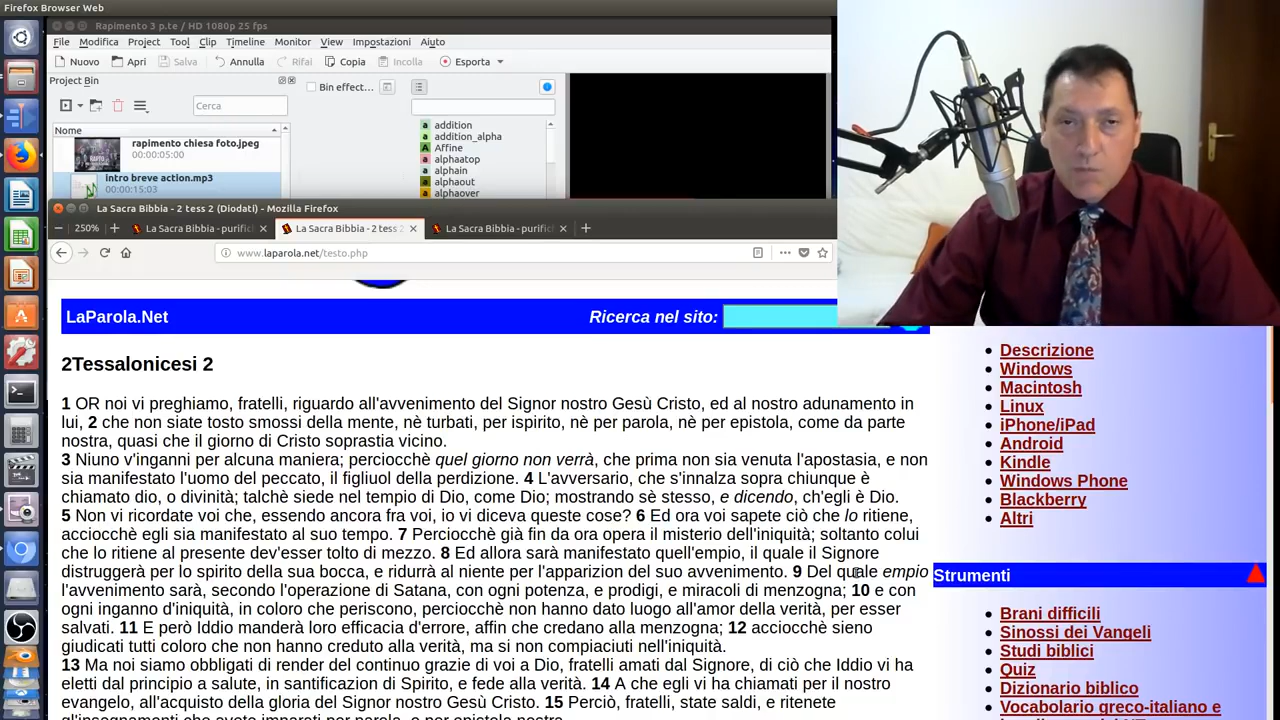 Firefox Browser Web
Rapimento 3 p.te / HD 1080p 25 fps
File Modifica Project Tool Clip Timeline Monitor View Impostazioni Aiuto
Nuovo Apri Salva Annulla Rifai Copia Incolla Esporta
Project Bin
Bin effect...
Cerca
Nome
rapimento chiesa foto.jpeg
00:00:05:00
intro breve action.mp3
00:00:15:03
addition
addition_alpha
Affine
alphaatop
alphain
alphaout
alphaover
La Sacra Bibbia - 2 tess 2 (Diodati) - Mozilla Firefox
250%
La Sacra Bibbia - purific
La Sacra Bibbia - 2 tess 2
La Sacra Bibbia - purific
www.laparola.net/testo.php
LaParola.Net
Ricerca nel sito:
2Tessalonicesi 2
1 OR noi vi preghiamo, fratelli, riguardo all'avvenimento del Signor nostro Gesù Cristo, ed al nostro adunamento in
lui, 2 che non siate tosto smossi della mente, nè turbati, per ispirito, nè per parola, nè per epistola, come da parte
nostra, quasi che il giorno di Cristo soprastia vicino.
3 Niuno v'inganni per alcuna maniera; perciocchè quel giorno non verrà, che prima non sia venuta l'apostasia, e non
sia manifestato l'uomo del peccato, il figliuol della perdizione. 4 L'avversario, che s'innalza sopra chiunque è
chiamato dio, o divinità; talchè siede nel tempio di Dio, come Dio; mostrando sè stesso, e dicendo, ch'egli è Dio.
5 Non vi ricordate voi che, essendo ancora fra voi, io vi diceva queste cose? 6 Ed ora voi sapete ciò che lo ritiene,
acciocchè egli sia manifestato al suo tempo. 7 Perciocchè già fin da ora opera il misterio dell'iniquità; soltanto colui
che lo ritiene al presente dev'esser tolto di mezzo. 8 Ed allora sarà manifestato quell'empio, il quale il Signore
distruggerà per lo spirito della sua bocca, e ridurrà al niente per l'apparizion del suo avvenimento. 9 Del quale empio
l'avvenimento sarà, secondo l'operazione di Satana, con ogni potenza, e prodigi, e miracoli di menzogna; 10 e con
ogni inganno d'iniquità, in coloro che periscono, perciocchè non hanno dato luogo all'amor della verità, per esser
salvati. 11 E però Iddio manderà loro efficacia d'errore, affin che credano alla menzogna; 12 acciocchè sieno
giudicati tutti coloro che non hanno creduto alla verità, ma si son compiaciuti nell'iniquità.
13 Ma noi siamo obbligati di render del continuo grazie di voi a Dio, fratelli amati dal Signore, di ciò che Iddio vi ha
eletti dal principio a salute, in santificazion di Spirito, e fede alla verità. 14 A che egli vi ha chiamati per il nostro
evangelo, all'acquisto della gloria del Signor nostro Gesù Cristo. 15 Perciò, fratelli, state saldi, e ritenete
Descrizione
Windows
Macintosh
Linux
iPhone/iPad
Android
Kindle
Windows Phone
Blackberry
Altri
Strumenti
Brani difficili
Sinossi dei Vangeli
Studi biblici
Quiz
Dizionario biblico
Vocabolario greco-italiano e